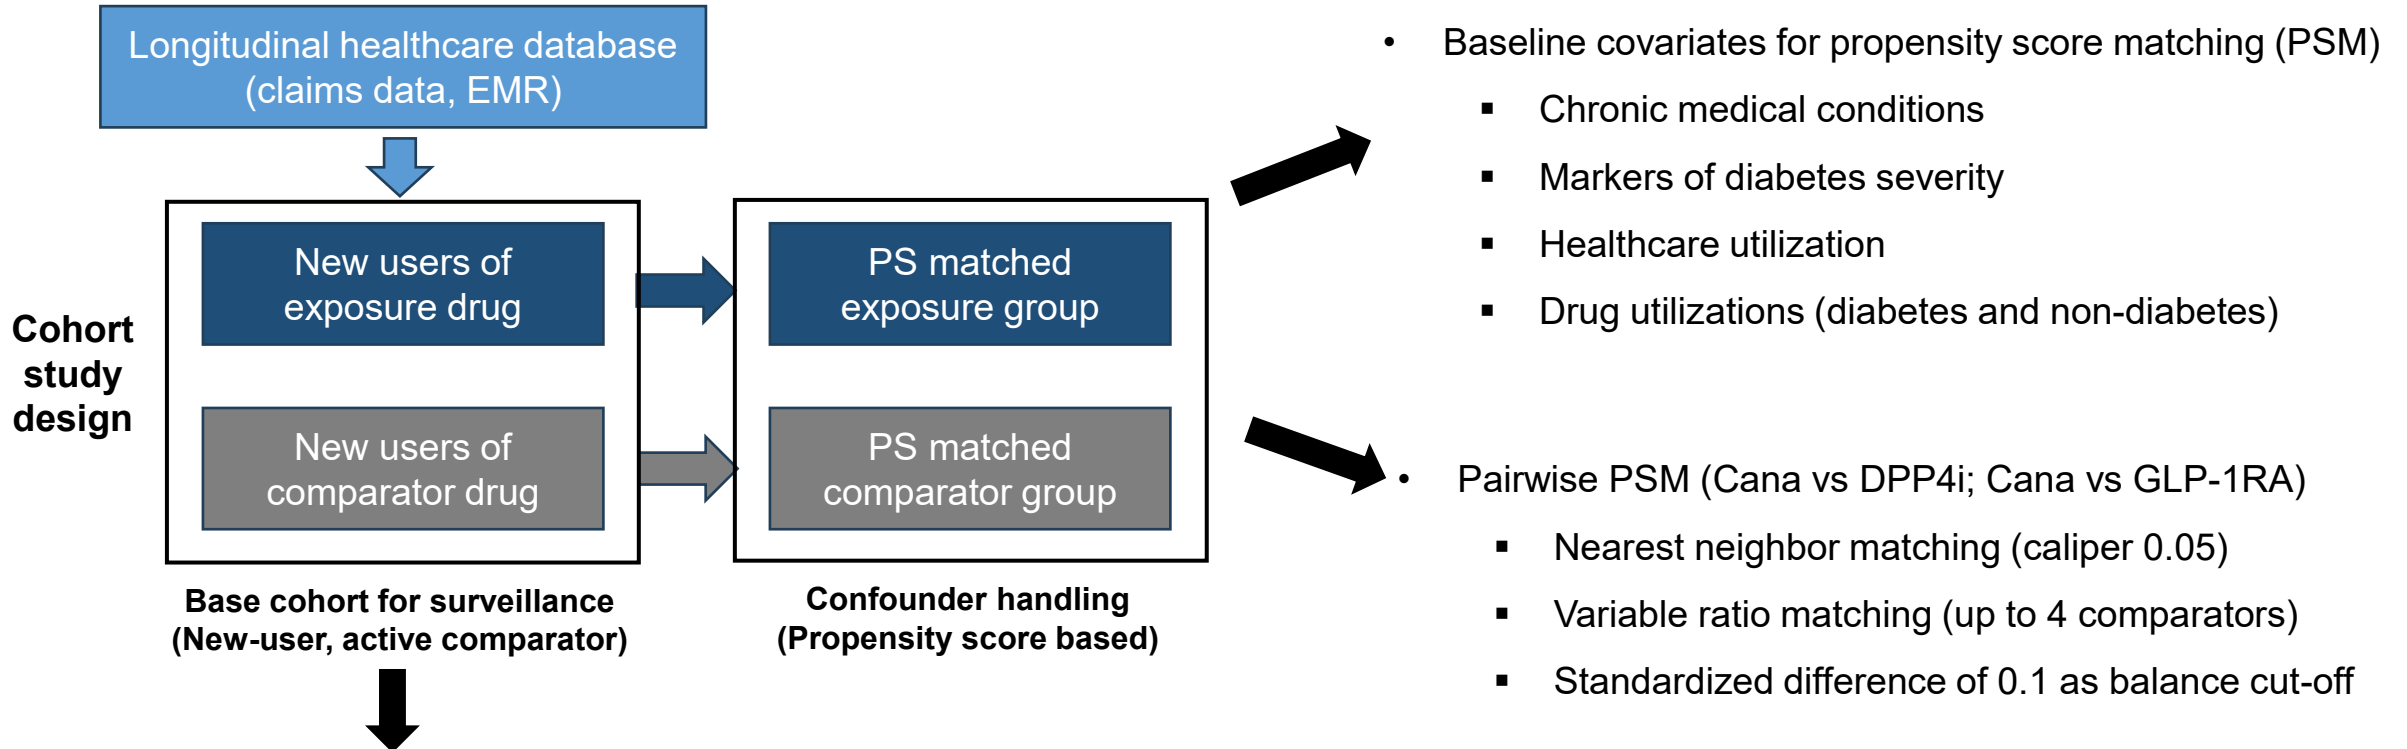 Longitudinal healthcare database
(claims data, EMR)
Cohort
study
design
New users of
exposure drug
New users of
comparator drug
Base cohort for surveillance
(New-user, active comparator)
PS matched
exposure group
PS matched
comparator group
Confounder handling
(Propensity score based)
• Baseline covariates for propensity score matching (PSM)
▪ Chronic medical conditions
▪ Markers of diabetes severity
▪ Healthcare utilization
▪ Drug utilizations (diabetes and non-diabetes)
• Pairwise PSM (Cana vs DPP4i; Cana vs GLP-1RA)
▪ Nearest neighbor matching (caliper 0.05)
▪ Variable ratio matching (up to 4 comparators)
▪ Standardized difference of 0.1 as balance cut-off